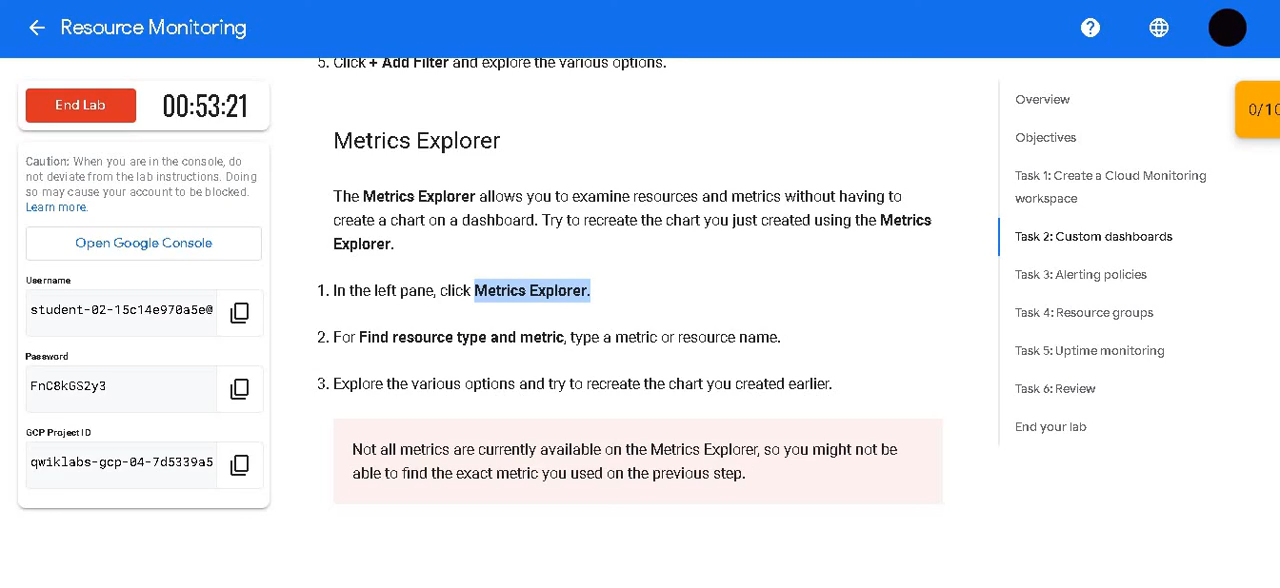 Resource Monitoring
5. Click + Add Filter and explore the various options.
End Lab
00:53:21
Caution: When you are in the console, do
not deviate from the lab instructions. Doing
so may cause your account to be blocked.
Learn more.
Open Google Console
Username
student-02-15c14e970a5e@
Password
FnC8kGS2y3
GCP Project ID
qwiklabs-gcp-04-7d5339a5
Metrics Explorer
The Metrics Explorer allows you to examine resources and metrics without having to
create a chart on a dashboard. Try to recreate the chart you just created using the Metrics
Explorer.
1. In the left pane, click Metrics Explorer.
2. For Find resource type and metric, type a metric or resource name.
3. Explore the various options and try to recreate the chart you created earlier.
Not all metrics are currently available on the Metrics Explorer, so you might not be
able to find the exact metric you used on the previous step.
Overview
Objectives
Task 1: Create a Cloud Monitoring
workspace
Task 2: Custom dashboards
Task 3: Alerting policies
Task 4: Resource groups
Task 5: Uptime monitoring
Task 6: Review
End your lab
0/10